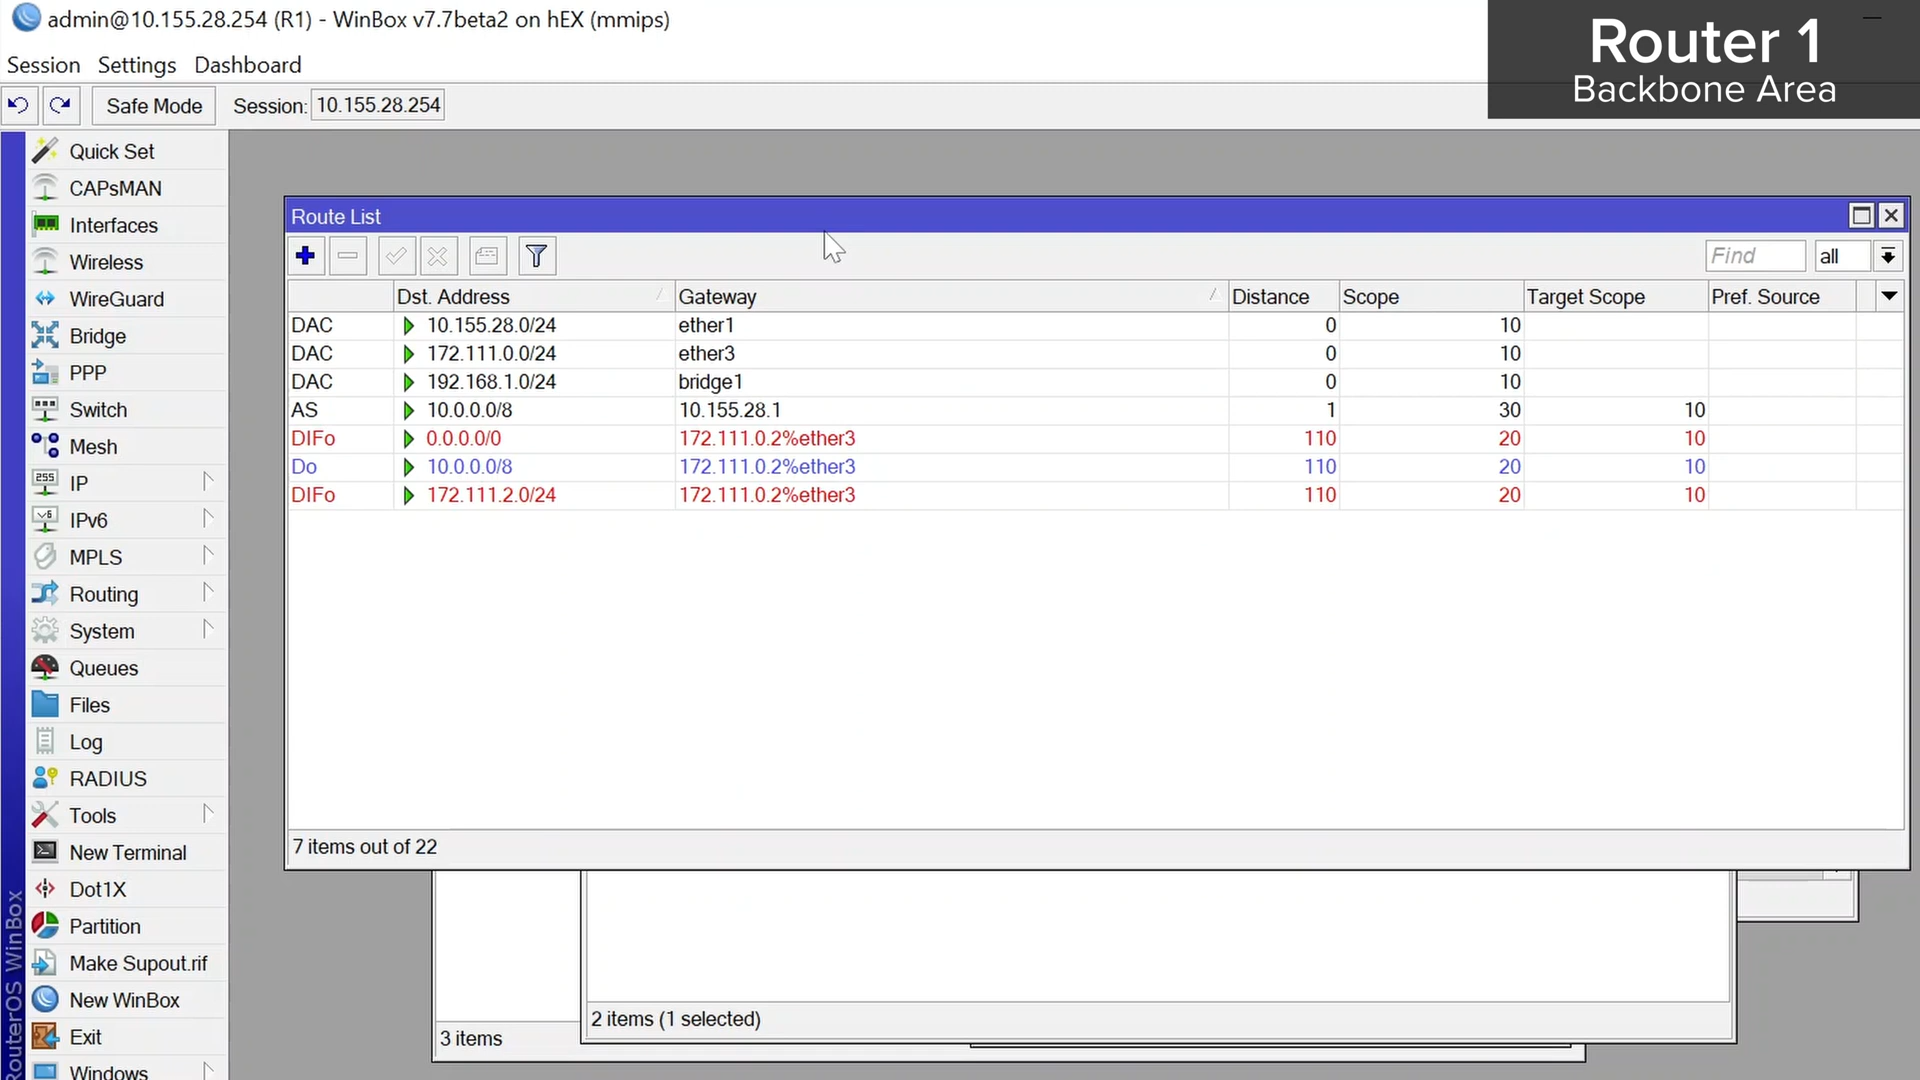 admin@10.155.28.254 (R1) - WinBox v7.7beta2 on hEX (mmips)
Router 1
Backbone Area
Session Settings Dashboard
Safe Mode Session: 10.155.28.254
Quick Set
CAPsMAN
Interfaces
Wireless
WireGuard
Bridge
PPP
Switch
Mesh
IP
IPv6
MPLS
Routing
System
Queues
Files
Log
RADIUS
Tools
New Terminal
Dot1X
Partition
Make Supout.rif
New WinBox
Exit
Windows
RouterOS WinBox
Route List
Find all
Dst. Address Gateway Distance Scope Target Scope Pref. Source
DAC 10.155.28.0/24 ether1 0 10
DAC 172.111.0.0/24 ether3 0 10
DAC 192.168.1.0/24 bridge1 0 10
AS 10.0.0.0/8 10.155.28.1 1 30 10
DIFo 0.0.0.0/0 172.111.0.2%ether3 110 20 10
Do 10.0.0.0/8 172.111.0.2%ether3 110 20 10
DIFo 172.111.2.0/24 172.111.0.2%ether3 110 20 10
7 items out of 22
2 items (1 selected)
3 items